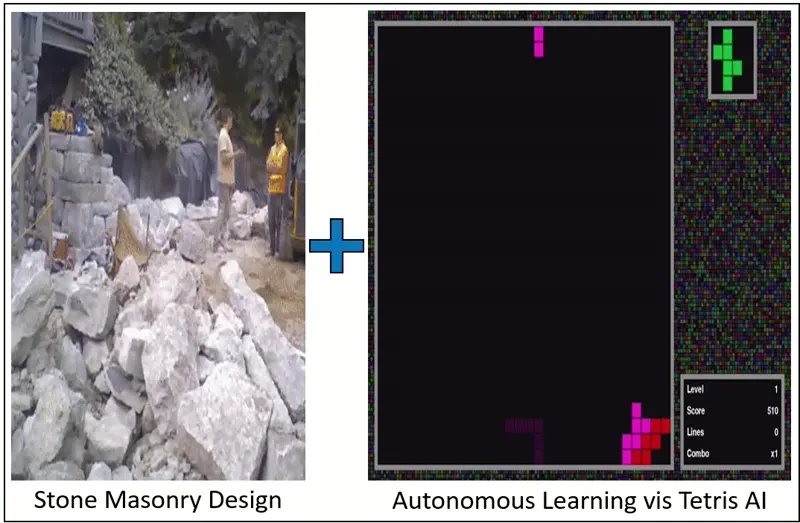 Level 1
Score 510
Lines 0
Combo x1
Stone Masonry Design
Autonomous Learning vis Tetris AI